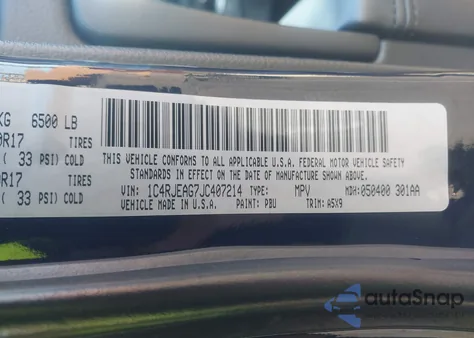 KG 6500 LB
0R17 TIRES
( 33 PSI) COLD
0R17 TIRES
( 33 PSI) COLD
THIS VEHICLE CONFORMS TO ALL APPLICABLE U.S.A. FEDERAL MOTOR VEHICLE SAFETY
STANDARDS IN EFFECT ON THE DATE OF MANUFACTURE SHOWN ABOVE.
VIN: 1C4RJEAG7JC407214 TYPE: MPV MDH:050400 301AA
VEHICLE MADE IN U.S.A. PAINT: PBU TRIM: A5X9
autoSnap